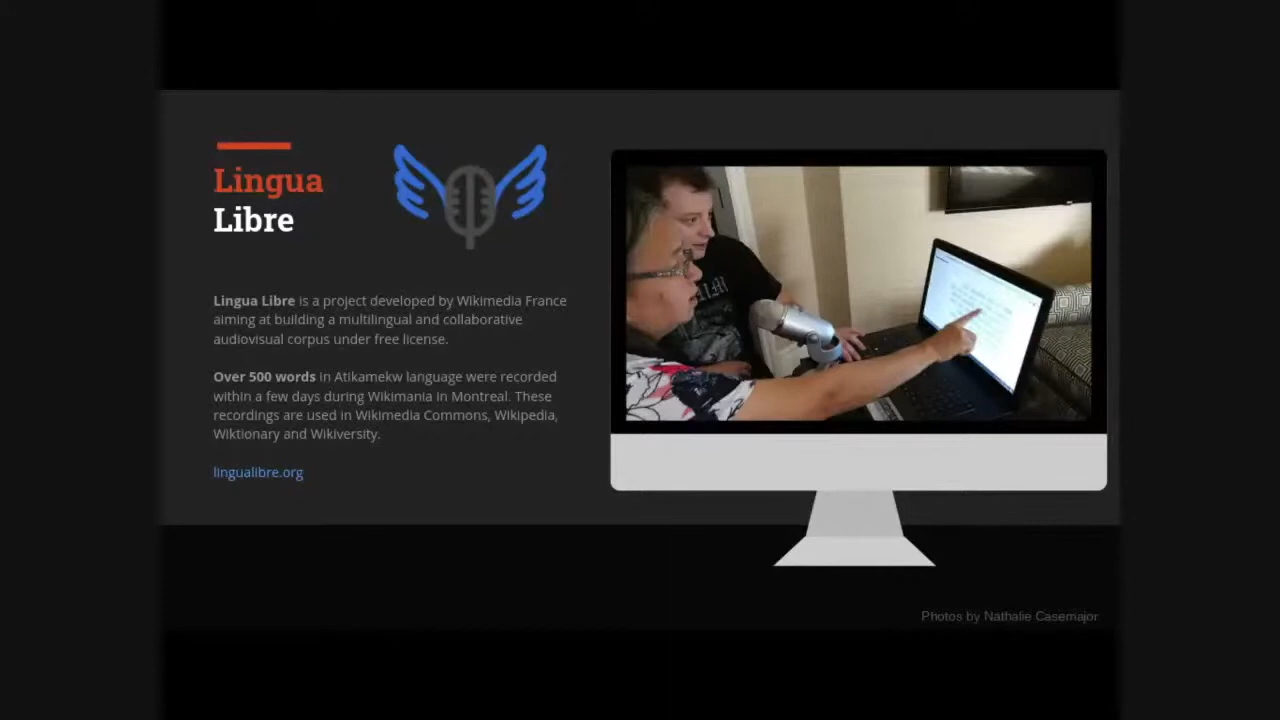 Lingua
Libre
Lingua Libre is a project developed by Wikimedia France
aiming at building a multilingual and collaborative
audiovisual corpus under free license.
Over 500 words in Atikamekw language were recorded
within a few days during Wikimania in Montreal. These
recordings are used in Wikimedia Commons, Wikipedia,
Wiktionary and Wikiversity.
lingualibre.org
Photos by Nathalie Casemajor